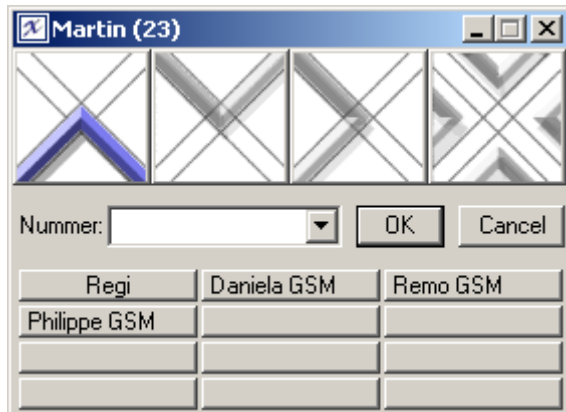 Martin (23)
Nummer: OK Cancel
Regi Daniela GSM Remo GSM
Philippe GSM